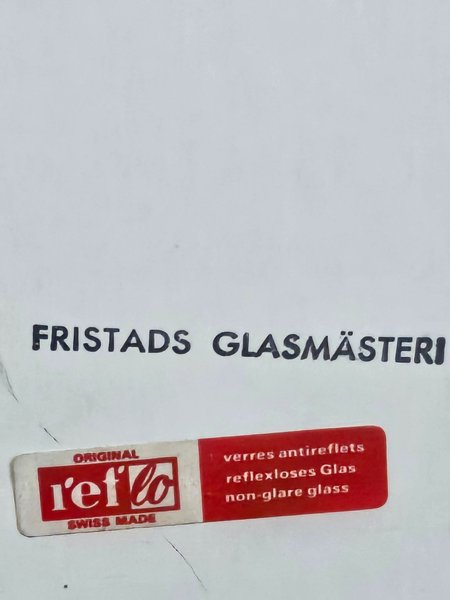 FRISTADS GLASMÄSTERI
ORIGINAL
reflo
SWISS MADE
verres antireflets
reflexloses Glas
non-glare glass